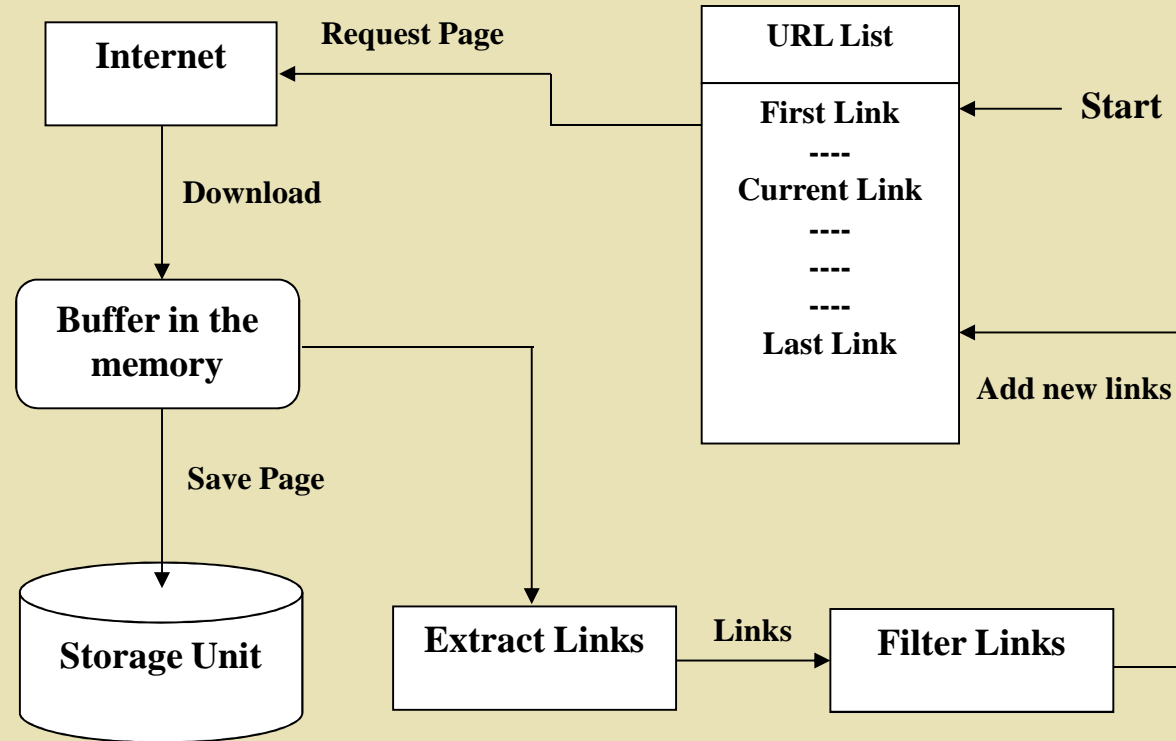 Internet
Request Page
URL List
First Link
----
Current Link
----
----
----
Last Link
Start
Download
Buffer in the
memory
Add new links
Save Page
Storage Unit
Extract Links
Links
Filter Links